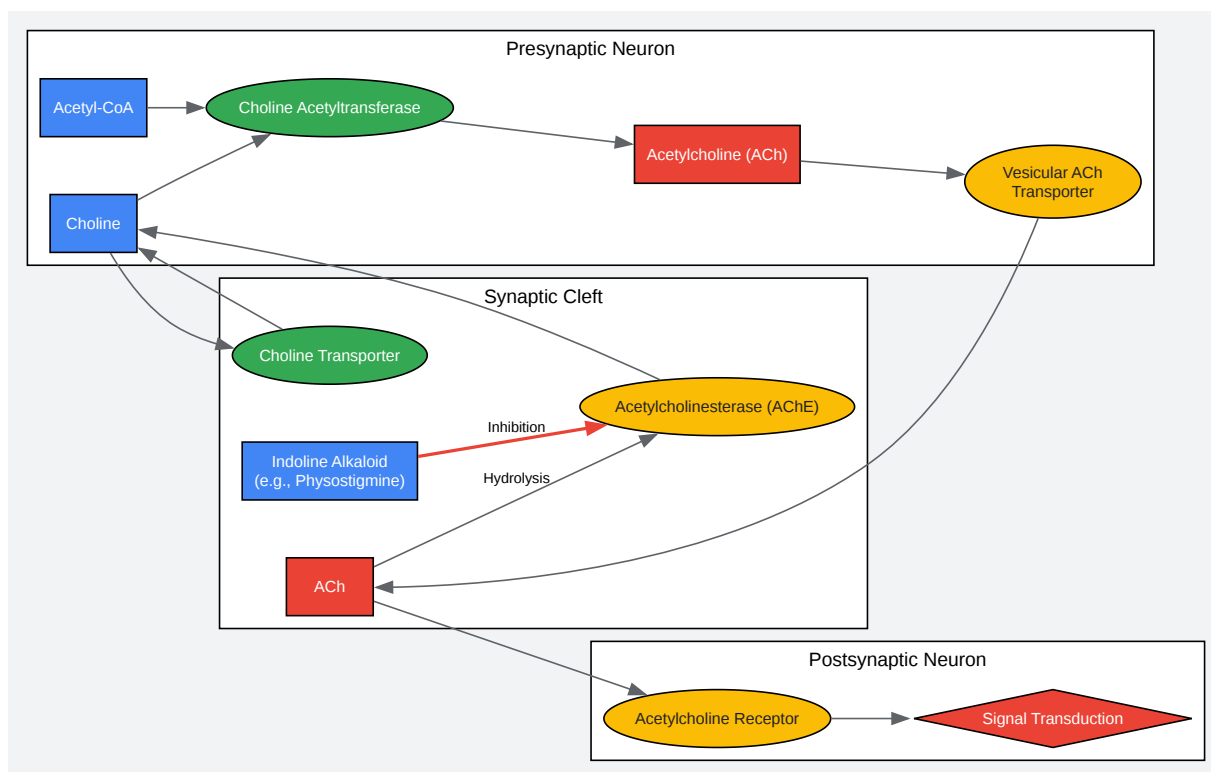 Presynaptic Neuron
Acetyl-CoA
Choline Acetyltransferase
Acetylcholine (ACh)
Vesicular ACh
Transporter
Choline
Synaptic Cleft
Choline Transporter
Acetylcholinesterase (AChE)
Inhibition
Indoline Alkaloid
(e.g., Physostigmine)
Hydrolysis
ACh
Postsynaptic Neuron
Acetylcholine Receptor
Signal Transduction